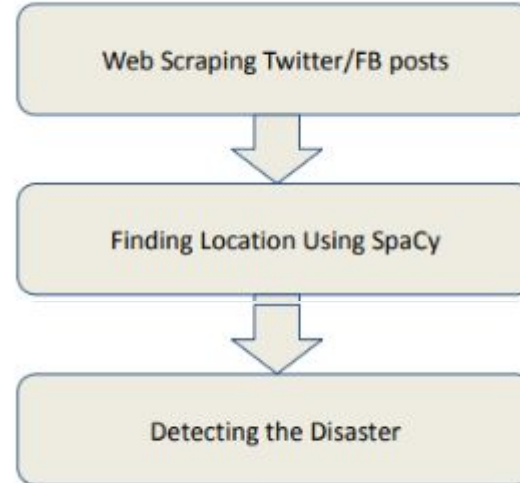 Web Scraping Twitter/FB posts
Finding Location Using SpaCy
Detecting the Disaster